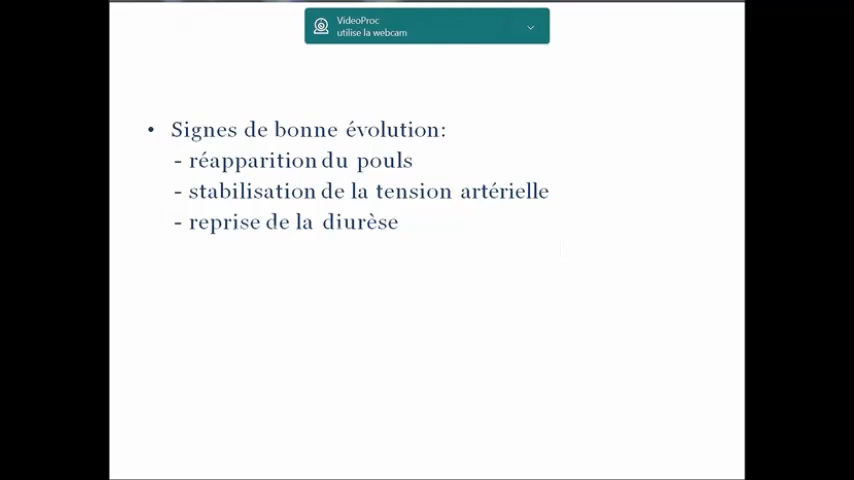 VideoProc
utilise la webcam
• Signes de bonne évolution:
- réapparition du pouls
- stabilisation de la tension artérielle
- reprise de la diurèse